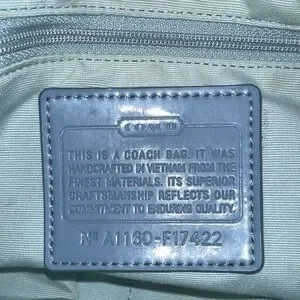 COACH
THIS IS A COACH BAG. IT WAS
HANDCRAFTED IN VIETNAM FROM THE
FINEST MATERIALS. ITS SUPERIOR
CRAFTSMANSHIP REFLECTS OUR
COMMITMENT TO ENDURING QUALITY.
Nº A1160-F17422